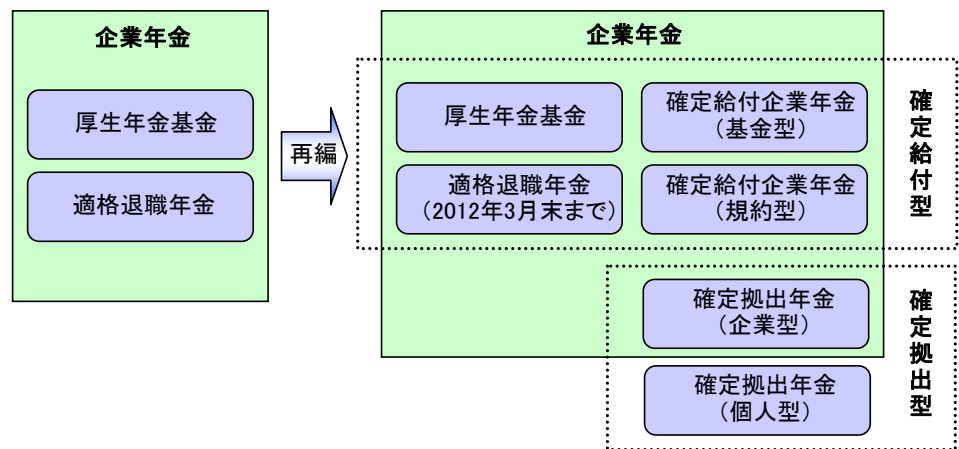 企業年金
厚生年金基金
適格退職年金
再編
企業年金
厚生年金基金
適格退職年金
（2012年3月末まで）
確定給付企業年金
（基金型）
確定給付企業年金
（規約型）
確定給付型
確定拠出年金
（企業型）
確定拠出年金
（個人型）
確定拠出型